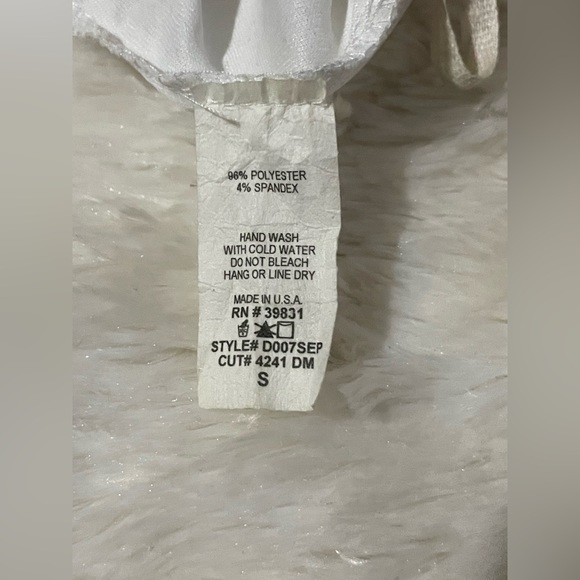 96% POLYESTER
4% SPANDEX
HAND WASH
WITH COLD WATER
DO NOT BLEACH
HANG OR LINE DRY
MADE IN U.S.A.
RN # 39831
STYLE# D007SEP
CUT# 4241 DM
S